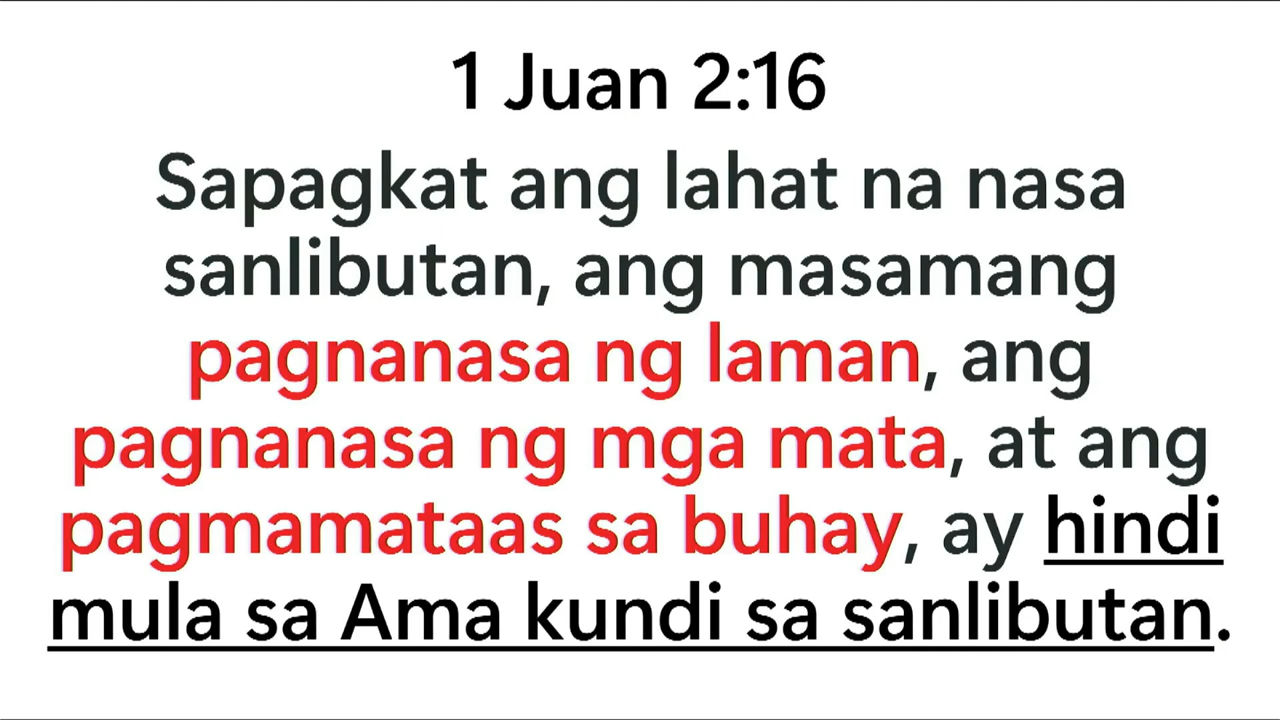 1 Juan 2:16
Sapagkat ang lahat na nasa
sanlibutan, ang masamang
pagnanasa ng laman, ang
pagnanasa ng mga mata, at ang
pagmamataas sa buhay, ay hindi
mula sa Ama kundi sa sanlibutan.